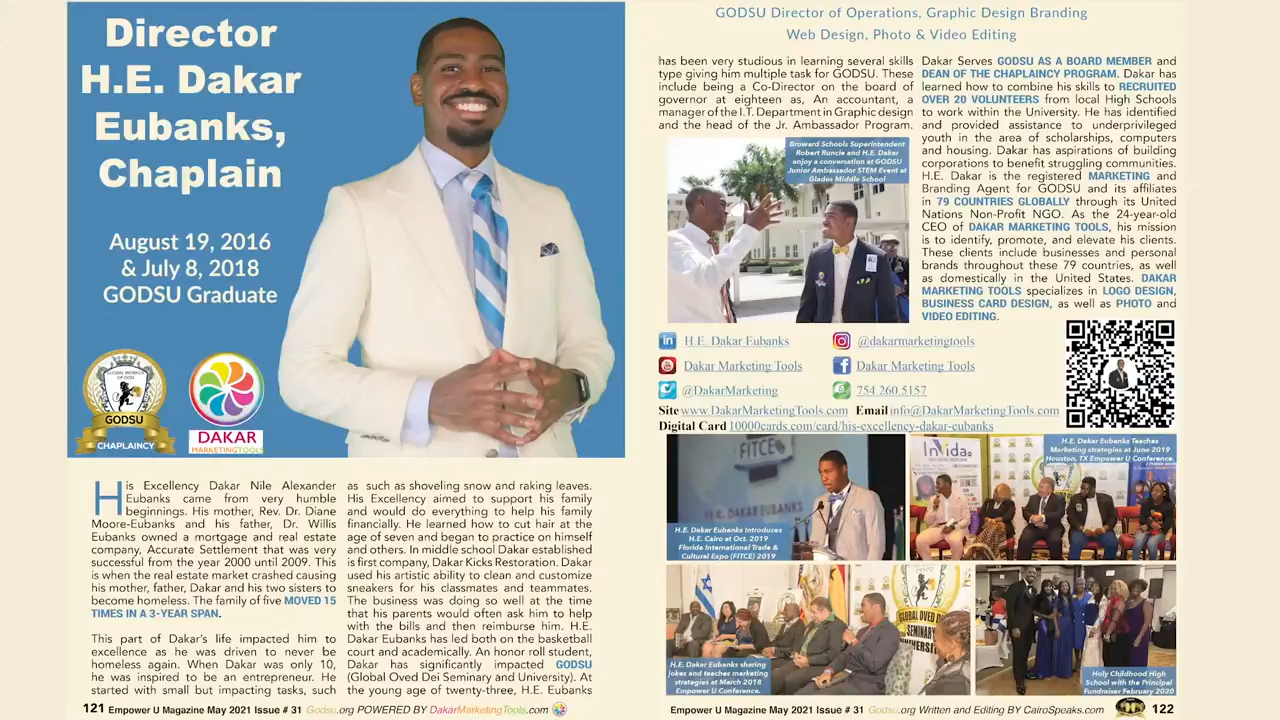 Director
H.E. Dakar
Eubanks,
Chaplain
August 19, 2016
& July 8, 2018
GODSU Graduate
GLOBAL WORKER
OF GOD
GODSU
CHAPLAINCY
DAKAR
MARKETINGTOOLS
His Excellency Dakar Nile Alexander
Eubanks came from very humble
beginnings. His mother, Rev. Dr. Diane
Moore-Eubanks and his father, Dr. Willis
Eubanks owned a mortgage and real estate
company, Accurate Settlement that was very
successful from the year 2000 until 2009. This
is when the real estate market crashed causing
his mother, father, Dakar and his two sisters to
become homeless. The family of five MOVED 15
TIMES IN A 3-YEAR SPAN.
This part of Dakar's life impacted him to
excellence as he was driven to never be
homeless again. When Dakar was only 10,
he was inspired to be an entrepreneur. He
started with small but impacting tasks, such
as such as shoveling snow and raking leaves.
His Excellency aimed to support his family
and would do everything to help his family
financially. He learned how to cut hair at the
age of seven and began to practice on himself
and others. In middle school Dakar established
is first company, Dakar Kicks Restoration. Dakar
used his artistic ability to clean and customize
sneakers for his classmates and teammates.
The business was doing so well at the time
that his parents would often ask him to help
with the bills and then reimburse him. H.E.
Dakar Eubanks has led both on the basketball
court and academically. An honor roll student,
Dakar has significantly impacted GODSU
(Global Oved Dei Seminary and University). At
the young age of twenty-three, H.E. Eubanks
121 Empower U Magazine May 2021 Issue # 31 Godsu.org POWERED BY DakarMarketingTools.com
GODSU Director of Operations, Graphic Design Branding
Web Design, Photo & Video Editing
has been very studious in learning several skills
type giving him multiple task for GODSU. These
include being a Co-Director on the board of
governor at eighteen as, An accountant, a
manager of the I.T. Department in Graphic design
and the head of the Jr. Ambassador Program.
Broward Schools Superintendent
Robert Runcie and H.E. Dakar
enjoy a conversation at GODSU
Junior Ambassador STEM Event at
Glades Middle School
Dakar Serves GODSU AS A BOARD MEMBER and
DEAN OF THE CHAPLAINCY PROGRAM. Dakar has
learned how to combine his skills to RECRUITED
OVER 20 VOLUNTEERS from local High Schools
to work within the University. He has identified
and provided assistance to underprivileged
youth in the area of scholarships, computers
and housing. Dakar has aspirations of building
corporations to benefit struggling communities.
H.E. Dakar is the registered MARKETING and
Branding Agent for GODSU and its affiliates
in 79 COUNTRIES GLOBALLY through its United
Nations Non-Profit NGO. As the 24-year-old
CEO of DAKAR MARKETING TOOLS, his mission
is to identify, promote, and elevate his clients.
These clients include businesses and personal
brands throughout these 79 countries, as well
as domestically in the United States. DAKAR
MARKETING TOOLS specializes in LOGO DESIGN,
BUSINESS CARD DESIGN, as well as PHOTO and
VIDEO EDITING.
H.E. Dakar Eubanks
@dakarmarketingtools
Dakar Marketing Tools
Dakar Marketing Tools
@DakarMarketing
754 260 5157
Site www.DakarMarketingTools.com Email info@DakarMarketingTools.com
Digital Card 10000cards.com/card/his-excellency-dakar-eubanks
FITCE
H.E. DAKAR EUBANKS
H.E. Dakar Eubanks Introduces
H.E. Cairo at Oct. 2019
Florida International Trade &
Cultural Expo (FITCE) 2019
InVida
H.E. Dakar Eubanks Teaches
Marketing strategies at June 2019
Houston, TX Empower U Conference.
GLOBAL OVED D
SEMINARY
H.E. Dakar Eubanks sharing
jokes and teaches marketing
strategies at March 2018
Empower U Conference.
Holy Childhood High
School with the Principal
Fundraiser February 2020
Empower U Magazine May 2021 Issue # 31 Godsu.org Written and Editing BY CairoSpeaks.com 122